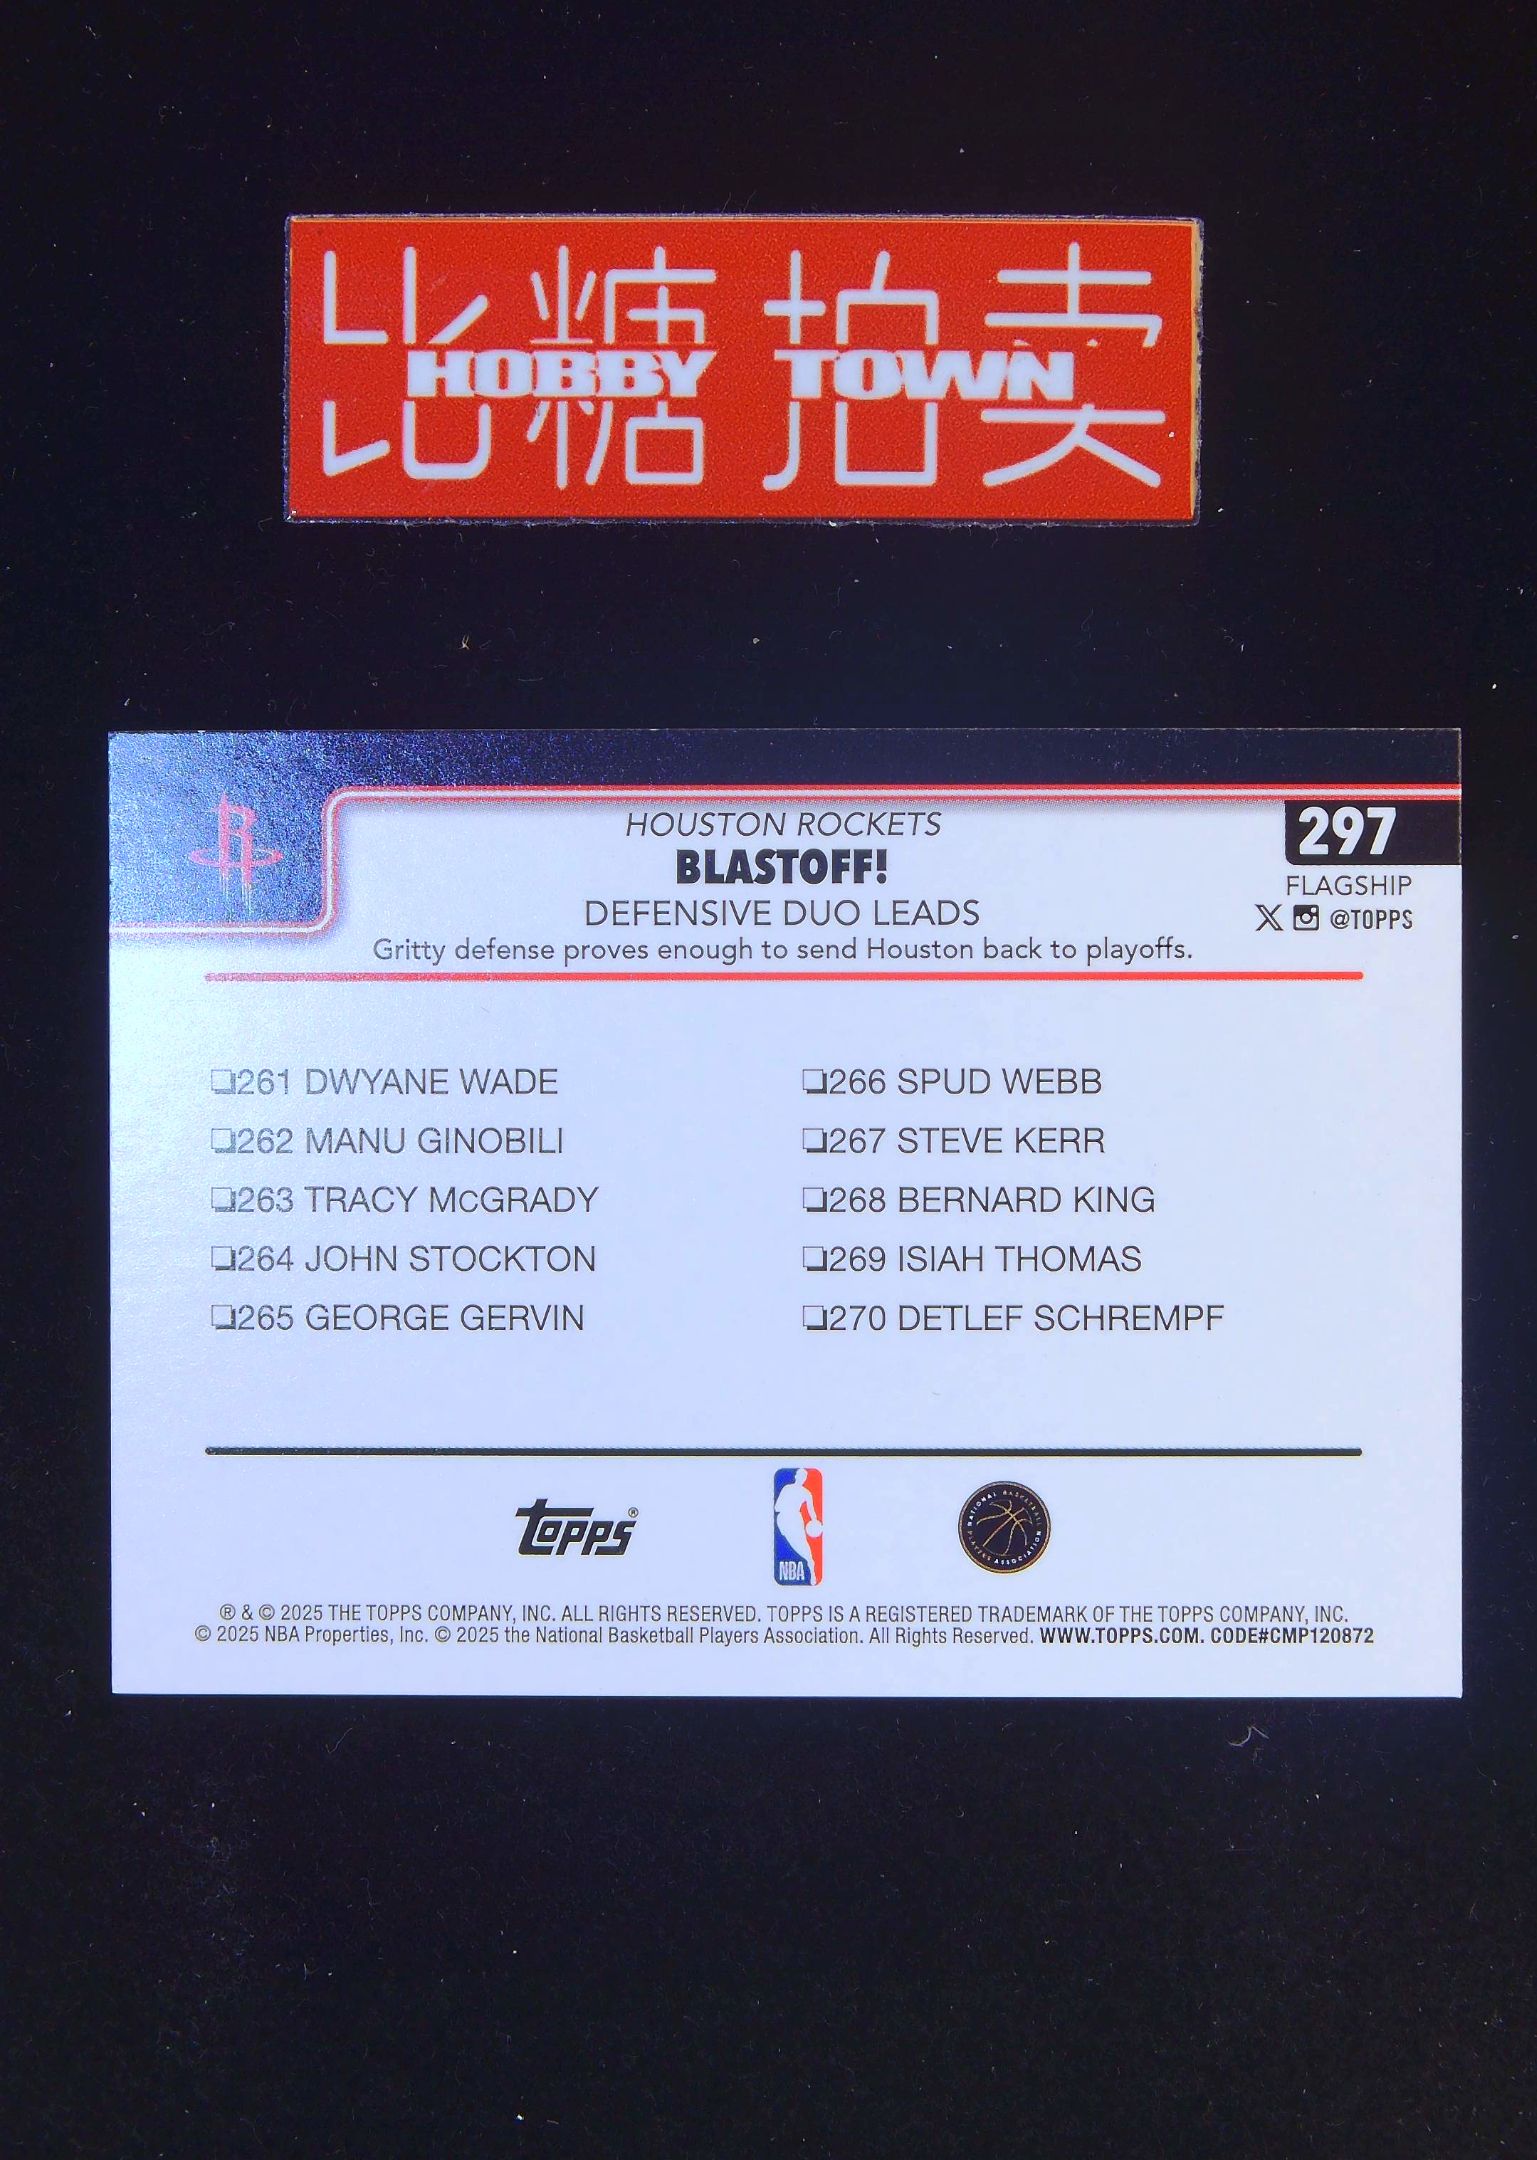 比糖 拍卖
HOBBY TOWN
HOUSTON ROCKETS
BLASTOFF!
DEFENSIVE DUO LEADS
Gritty defense proves enough to send Houston back to playoffs.
297
FLAGSHIP
@TOPPS
R
❏261 DWYANE WADE
❏262 MANU GINOBILI
❏263 TRACY McGRADY
❏264 JOHN STOCKTON
❏265 GEORGE GERVIN
❏266 SPUD WEBB
❏267 STEVE KERR
❏268 BERNARD KING
❏269 ISIAH THOMAS
❏270 DETLEF SCHREMPF
topps®
NBA
NATIONAL BASKETBALL PLAYERS ASSOCIATION
® & © 2025 THE TOPPS COMPANY, INC. ALL RIGHTS RESERVED. TOPPS IS A REGISTERED TRADEMARK OF THE TOPPS COMPANY, INC.
© 2025 NBA Properties, Inc. © 2025 the National Basketball Players Association. All Rights Reserved. WWW.TOPPS.COM. CODE#CMP120872